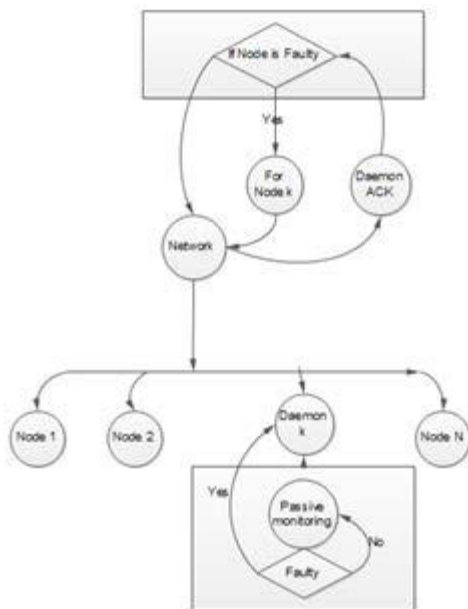 If Node is Faulty
Yes
For
Node k
Daemon
ACK
Network
Node 1
Node 2
Daemon
k
Node N
Yes
Passive
monitoring
No
Faulty